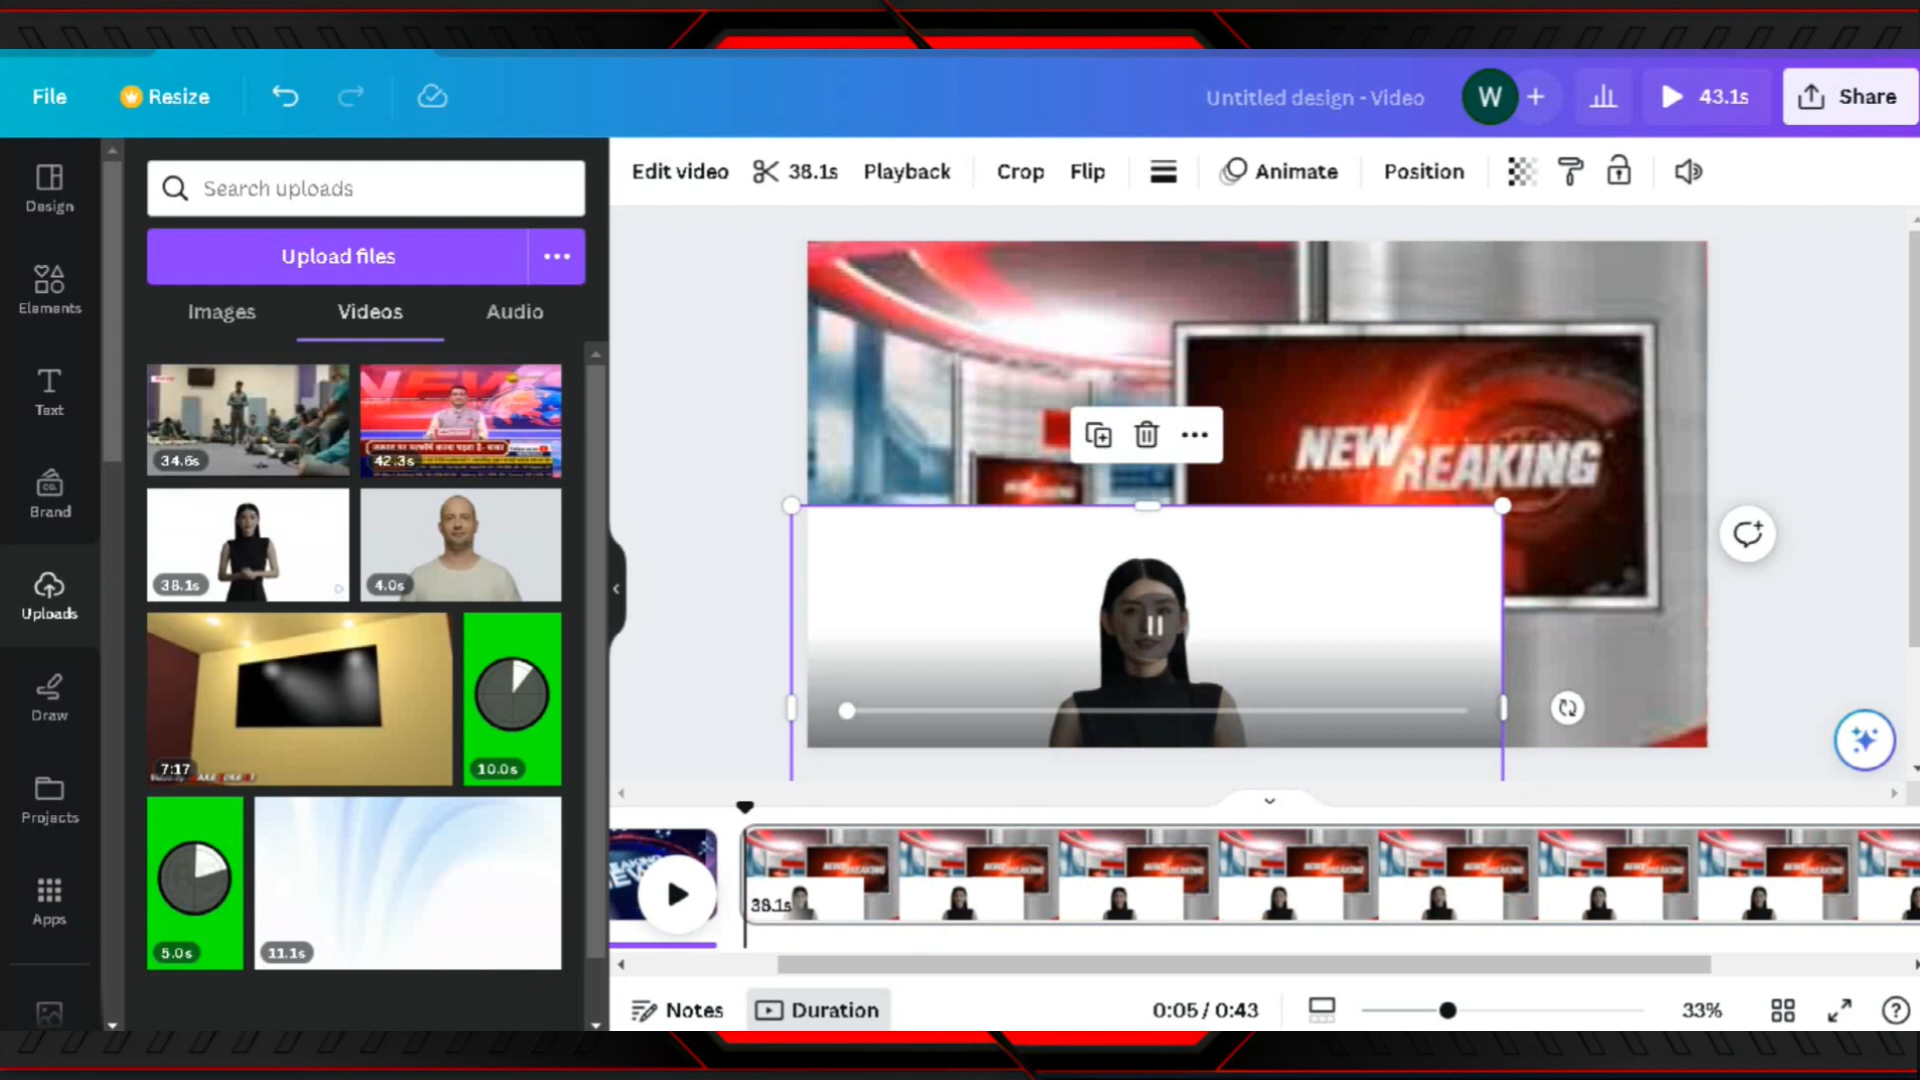 File
Resize
Untitled design - Video
W
43.1s
Share
Design
Elements
Text
CO.
Brand
Uploads
Draw
Projects
Apps
Search uploads
Upload files
Images
Videos
Audio
34.6s
42.3s
38.1s
4.0s
7:17
10.0s
5.0s
11.1s
Edit video
38.1s
Playback
Crop
Flip
Animate
Position
NEW
REAKING
38.1s
Notes
Duration
0:05 / 0:43
33%